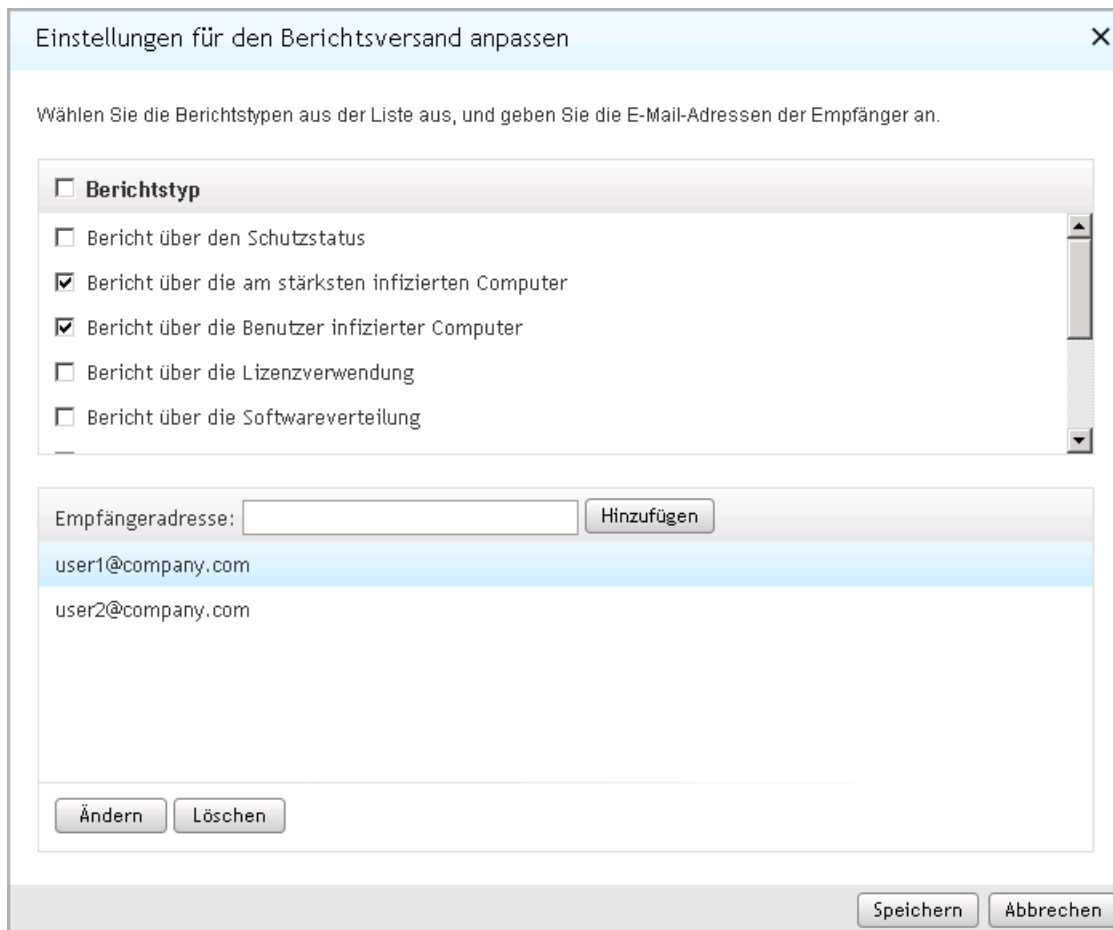 Einstellungen für den Berichtsversand anpassen
Wählen Sie die Berichtstypen aus der Liste aus, und geben Sie die E-Mail-Adressen der Empfänger an.
Berichtstyp
Bericht über den Schutzstatus
Bericht über die am stärksten infizierten Computer
Bericht über die Benutzer infizierter Computer
Bericht über die Lizenzverwendung
Bericht über die Softwareverteilung
Empfängeradresse: Hinzufügen
user1@company.com
user2@company.com
Ändern Löschen
Speichern Abbrechen